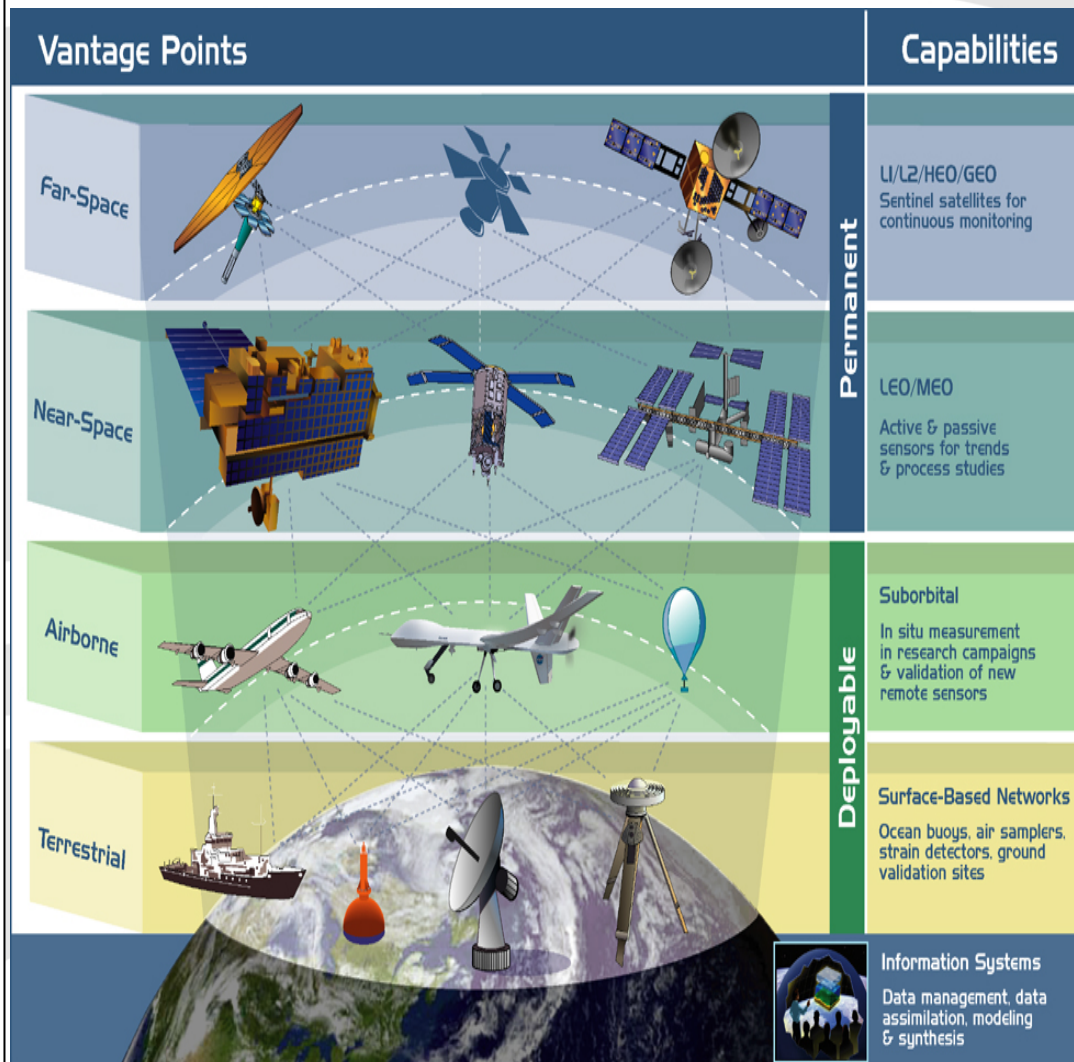 Vantage Points
Capabilities
Far-Space
Permanent
L1/L2/HEO/GEO
Sentinel satellites for
continuous monitoring
Near-Space
LEO/MEO
Active & passive
sensors for trends
& process studies
Airborne
Deployable
Suborbital
In situ measurement
in research campaigns
& validation of new
remote sensors
Terrestrial
Surface-Based Networks
Ocean buoys, air samplers,
strain detectors, ground
validation sites
Information Systems
Data management, data
assimilation, modeling
& synthesis